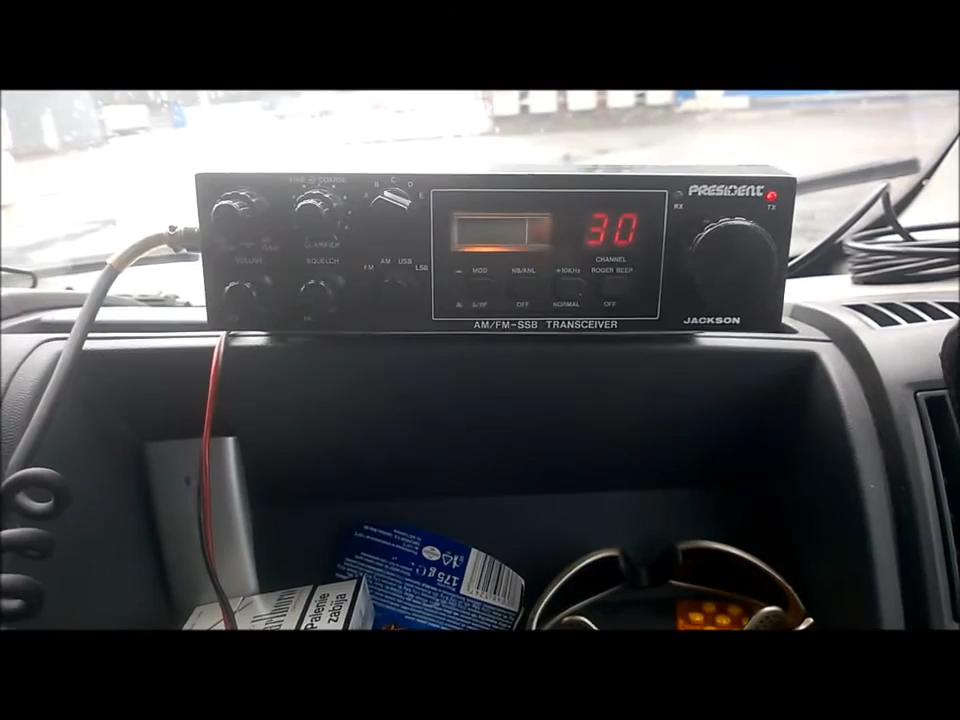 FINE COARSE
B C D
E
PRESIDENT
RX
TX
30
CLARIFIER
CHANNEL
VOLUME
SQUELCH
FM AM USB LSB
MOD
NB/ANL
+10KHz
ROGER BEEP
S/RF
OFF
NORMAL
OFF
AM/FM-SSB TRANSCEIVER
JACKSON
175 g e
Marlboro
Palenie
zabija